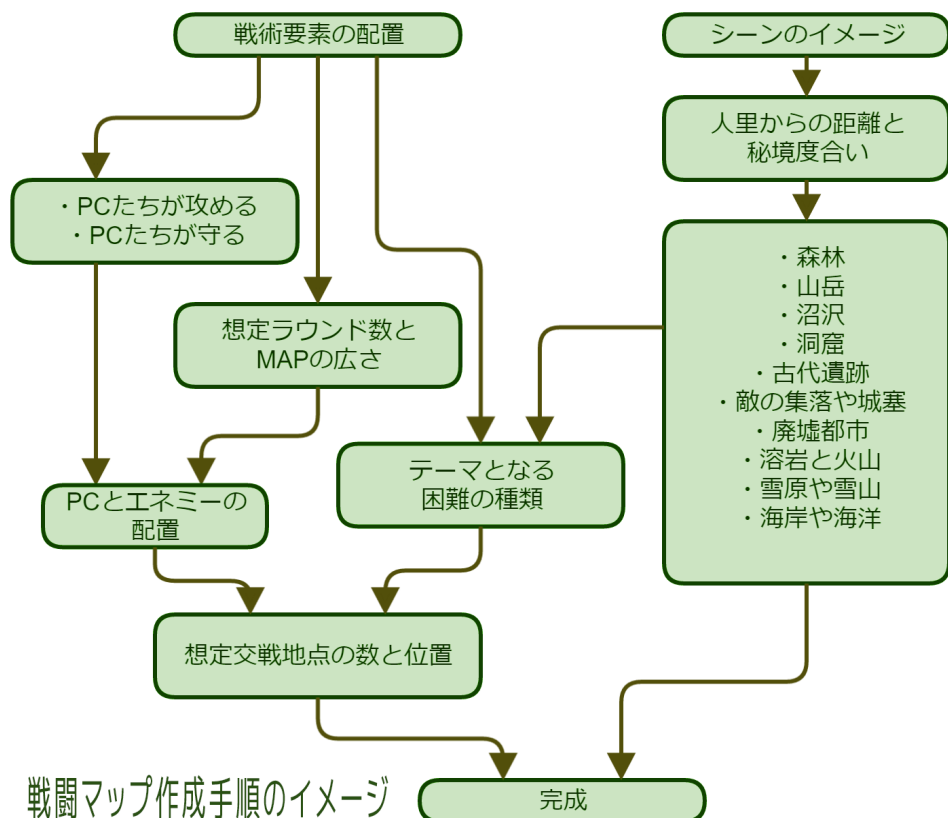 戦術要素の配置
シーンのイメージ
人里からの距離と
秘境度合い
・PCたちが攻める
・PCたちが守る
・森林
・山岳
・沼沢
・洞窟
・古代遺跡
・敵の集落や城塞
・廃墟都市
・溶岩と火山
・雪原や雪山
・海岸や海洋
想定ラウンド数と
MAPの広さ
テーマとなる
困難の種類
PCとエネミーの
配置
想定交戦地点の数と位置
戦闘マップ作成手順のイメージ
完成